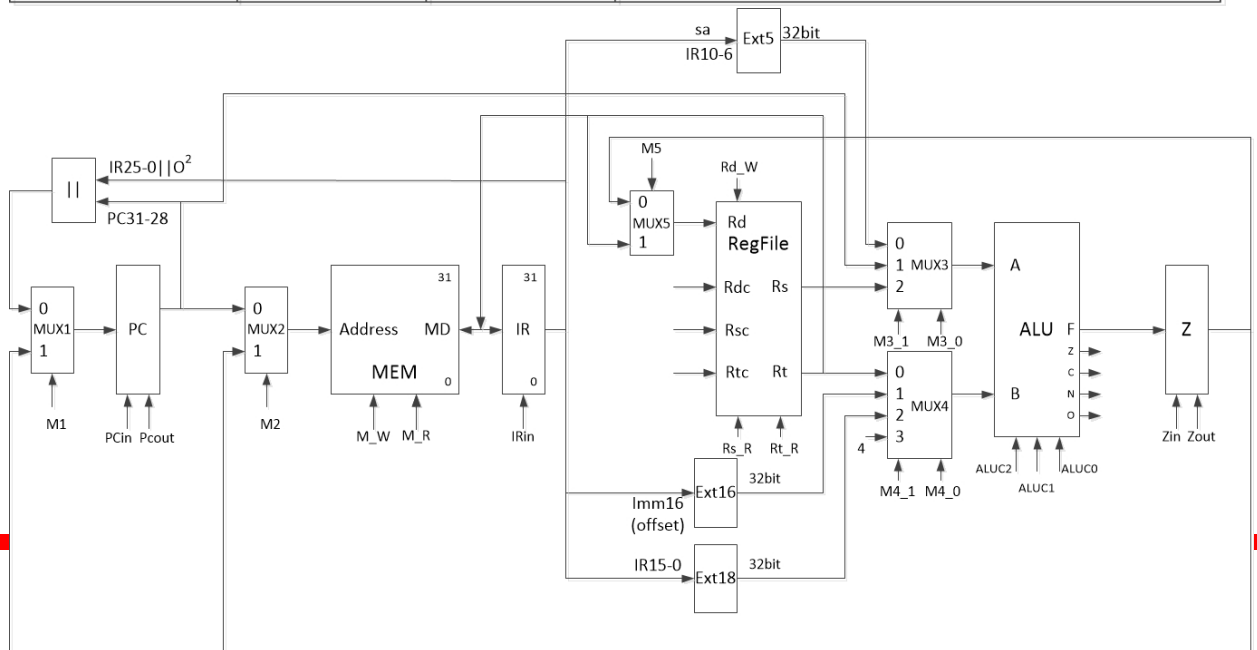 sa
IR10-6
Ext5
32bit
IR25-0||O²
||
PC31-28
M5
Rd_W
0
MUX5
1
Rd
RegFile
Rdc
Rs
Rsc
Rtc
Rt
Rs_R
Rt_R
0
1
MUX3
2
M3_1
M3_0
0
1
MUX4
2
3
4
M4_1
M4_0
A
ALU
F
Z
C
N
O
B
ALUC2
ALUC1
ALUC0
Z
Zin
Zout
0
MUX1
1
M1
PC
PCin
Pcout
0
MUX2
1
M2
31
Address
MD
MEM
0
M_W
M_R
31
IR
0
IRin
Imm16
(offset)
Ext16
32bit
IR15-0
Ext18
32bit